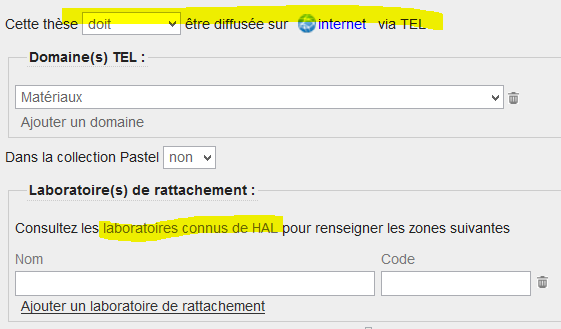 Cette thèse doit être diffusée sur internet via TEL
Domaine(s) TEL :
Matériaux
Ajouter un domaine
Dans la collection Pastel non
Laboratoire(s) de rattachement :
Consultez les laboratoires connus de HAL pour renseigner les zones suivantes
Nom Code
Ajouter un laboratoire de rattachement